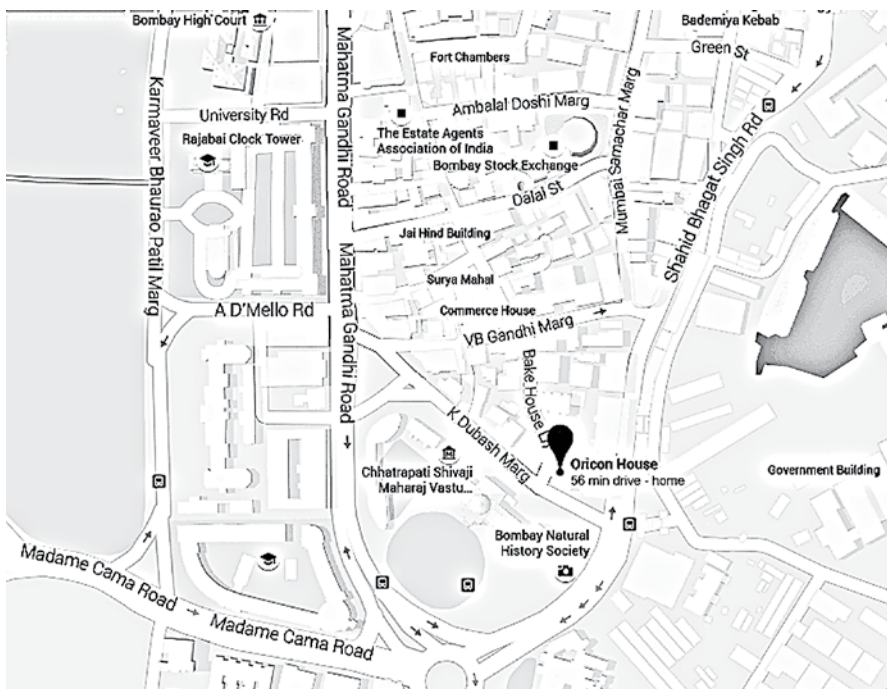 Bombay High Court
Bademiya Kebab
Green St
Fort Chambers
Karmaveer Bhaurao Patil Marg
Mahatma Gandhi Road
University Rd
Ambalal Doshi Marg
The Estate Agents
Association of India
Rajabai Clock Tower
Bombay Stock Exchange
Mumbai Samachar Marg
Shahid Bhagat Singh Rd
Dalal St
Jai Hind Building
Surya Mahal
Mahatma Gandhi Road
A D'Mello Rd
Commerce House
VB Gandhi Marg
Bake House
K Dubash Marg
Chhatrapati Shivaji
Maharaj Vastu...
Oricon House
56 min drive - home
Government Building
Bombay Natural
History Society
Madame Cama Road
Madame Cama Road